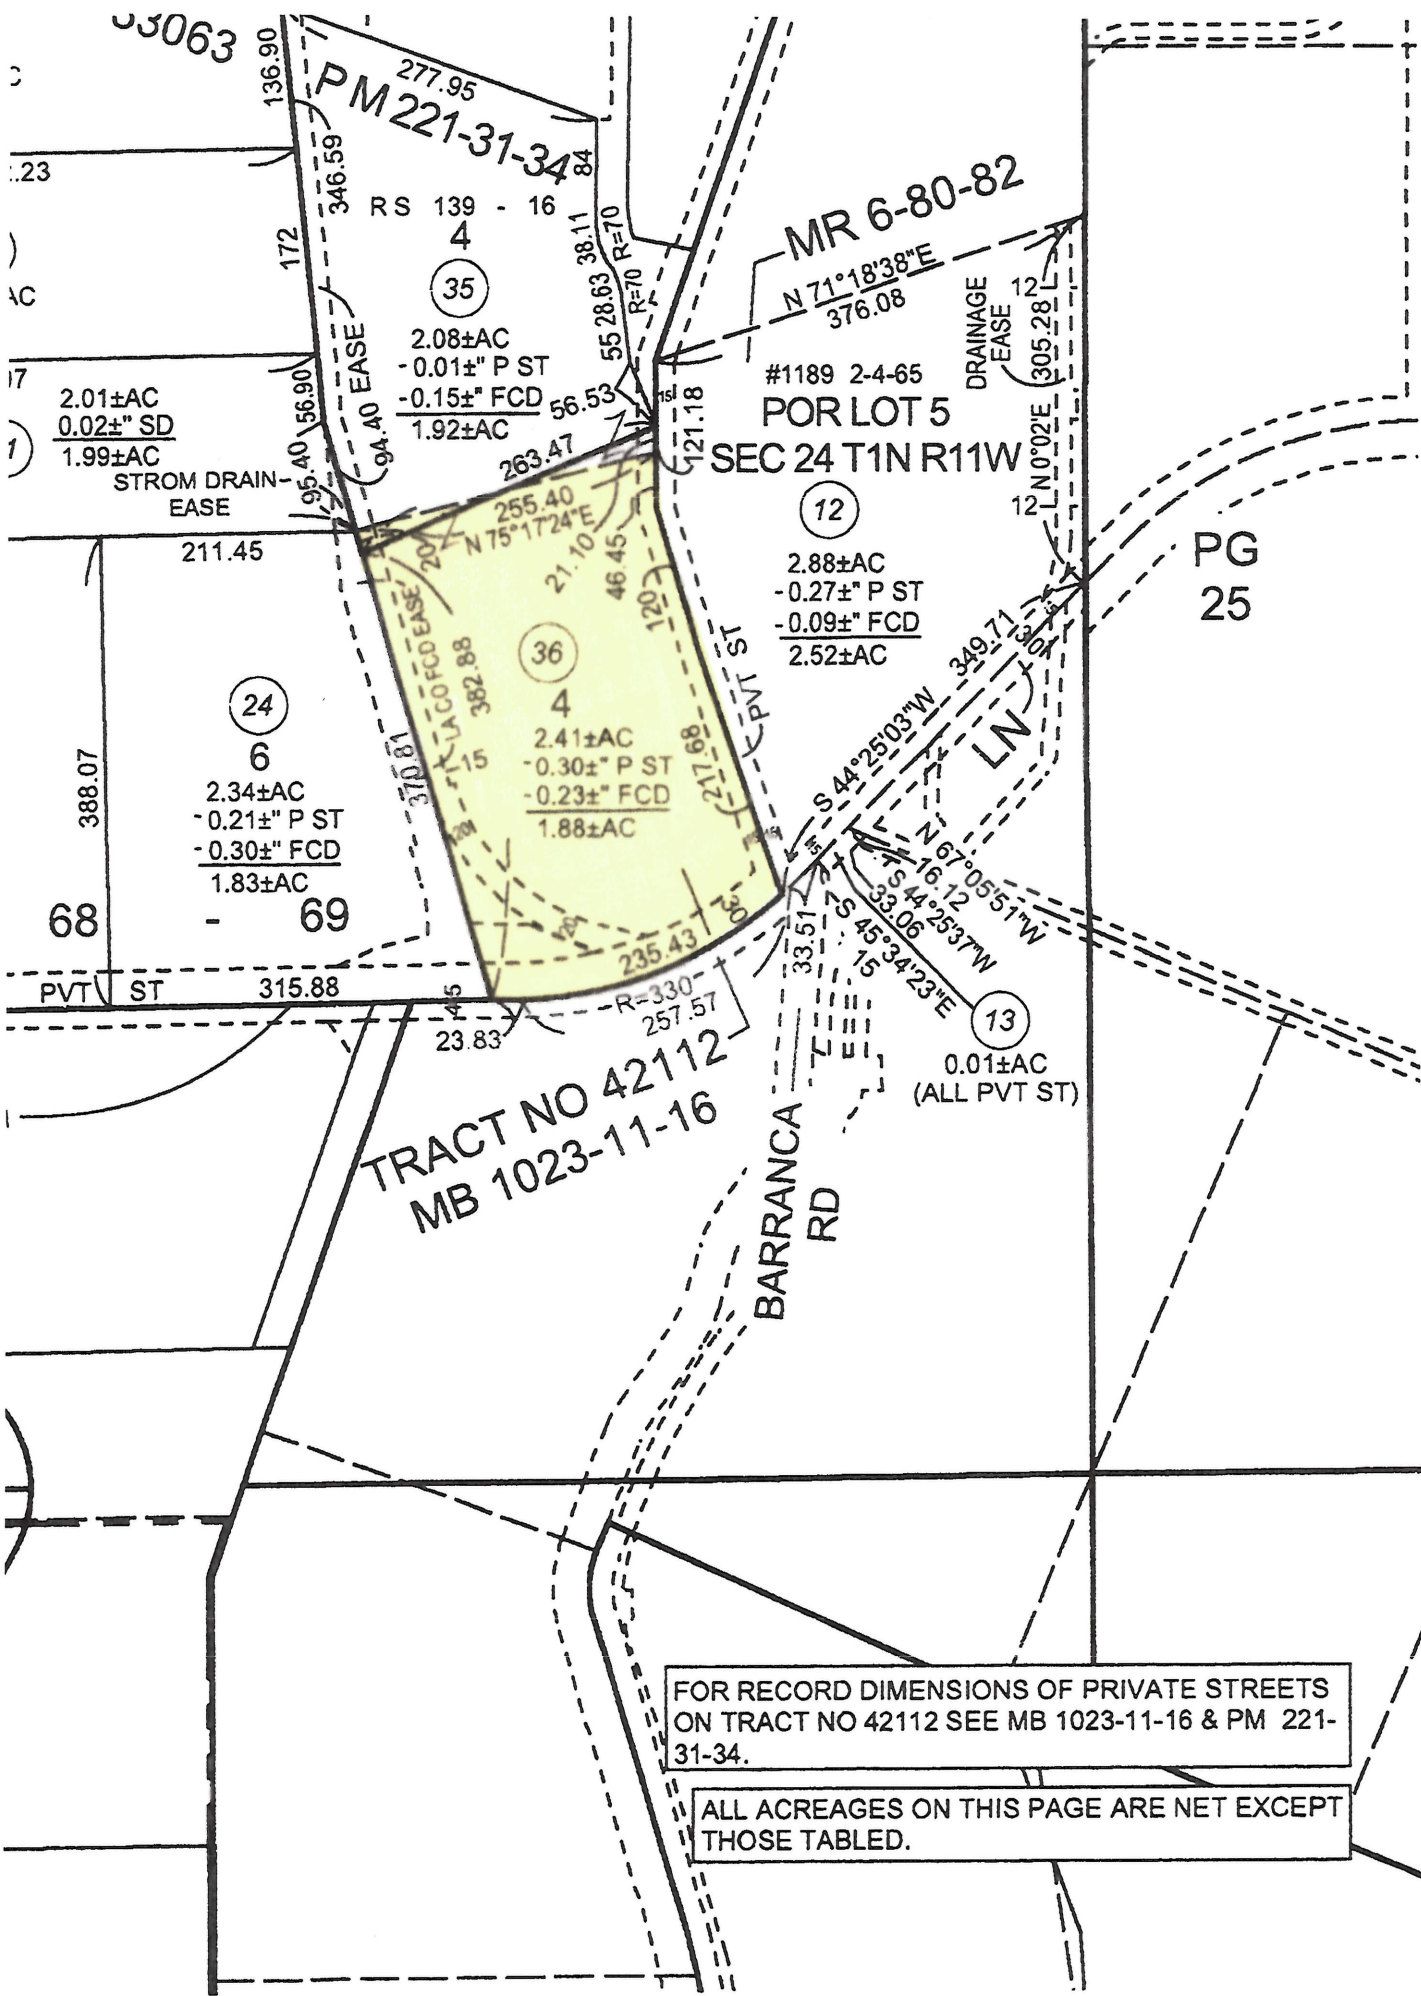 33063
136.90
277.95
PM 221-31-34
346.59
84
.23
RS 139 - 16
4
35
172
38.11
R=70
55 28.63
R=70
MR 6-80-82
N 71°18'38"E
376.08
DRAINAGE
EASE
12
305.28
N 0°02'E
12
AC
2.08±AC
-0.01±" P ST
-0.15±" FCD
1.92±AC
94.40 EASE
56.90
95.40
2.01±AC
0.02±" SD
1.99±AC
STROM DRAIN
EASE
56.53
15
121.18
263.47
#1189 2-4-65
POR LOT 5
SEC 24 T1N R11W
12
2.88±AC
-0.27±" P ST
-0.09±" FCD
2.52±AC
PG
25
211.45
255.40
N 75°17'24"E
20
21.10
46.45
120
LACOFCD EASE
382.88
15
370.81
36
4
2.41±AC
-0.30±" P ST
-0.23±" FCD
1.88±AC
217.68
PVT ST
349.71
S 44°25'03"W
30
LN
24
6
2.34±AC
-0.21±" P ST
-0.30±" FCD
1.83±AC
388.07
68 - 69
20
20
30
15
N 67°05'51"W
16.12
S 44°25'37"W
33.06
S 45°34'23"E
15
33.51
235.43
PVT ST
315.88
45
23.83
R=330
257.57
13
0.01±AC
(ALL PVT ST)
TRACT NO 42112
MB 1023-11-16
BARRANCA
RD
FOR RECORD DIMENSIONS OF PRIVATE STREETS
ON TRACT NO 42112 SEE MB 1023-11-16 & PM 221-
31-34.
ALL ACREAGES ON THIS PAGE ARE NET EXCEPT
THOSE TABLED.